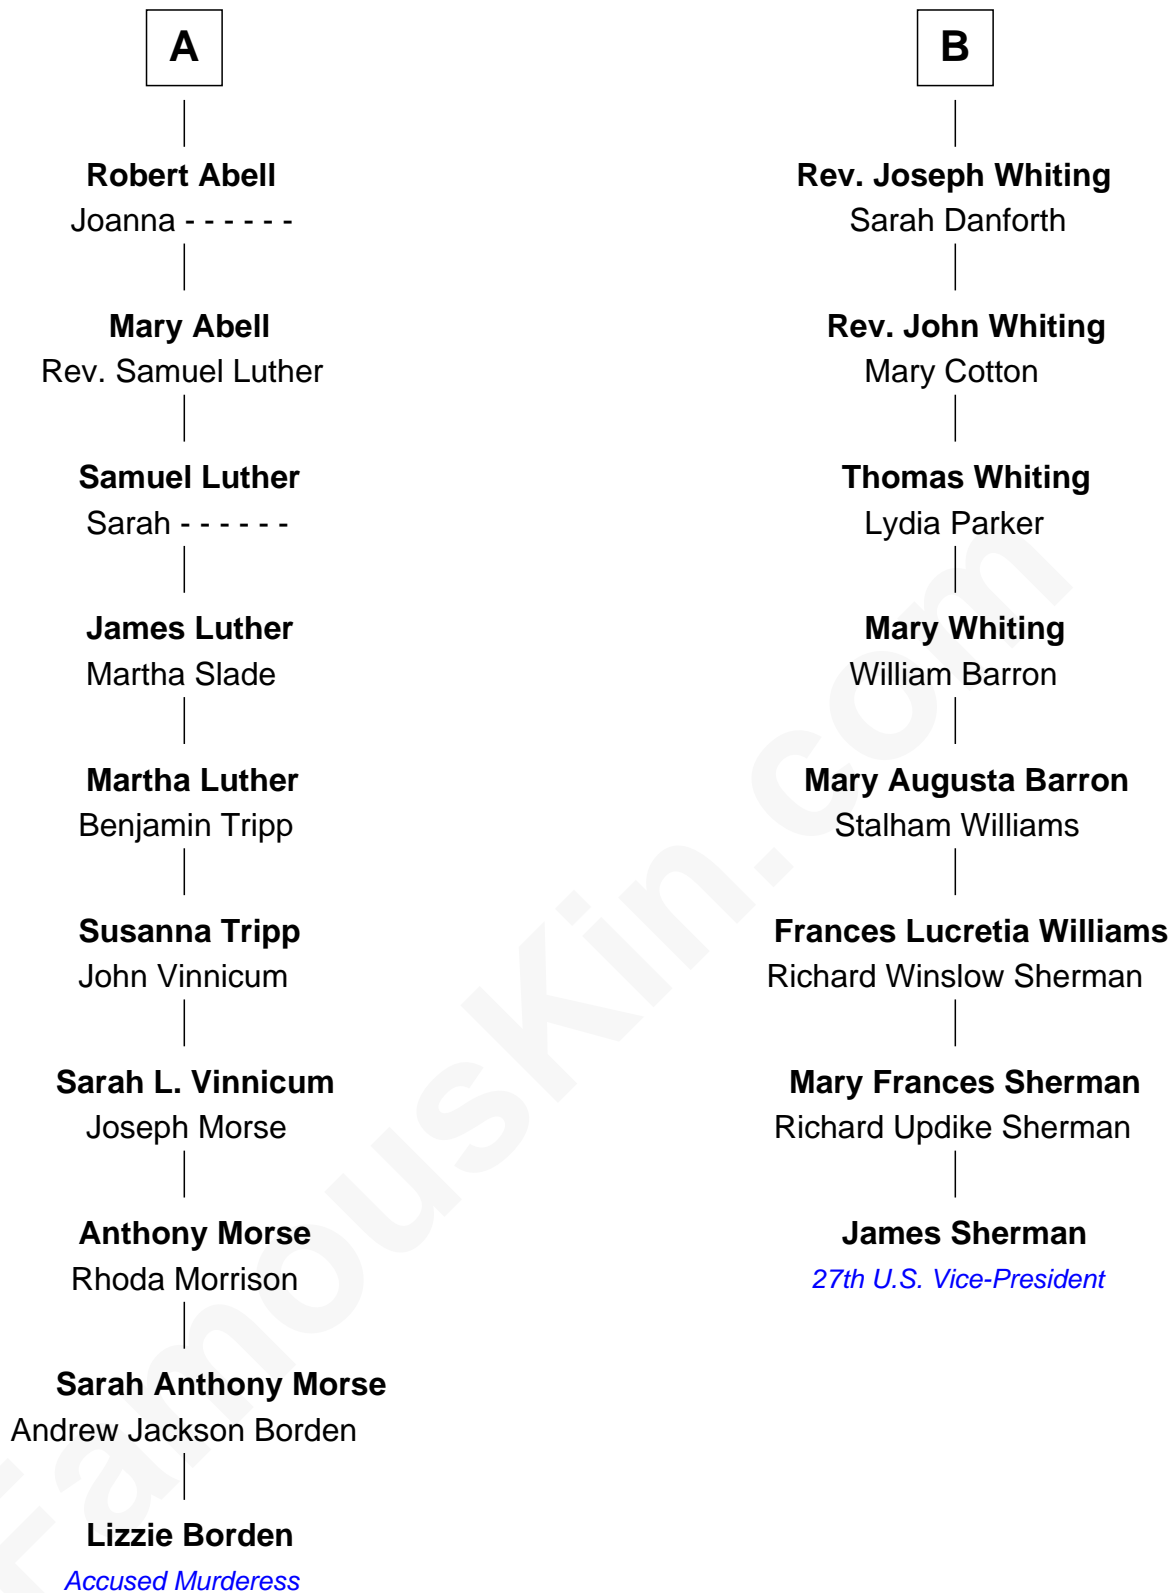 A
Robert Abell
Joanna - - - - - -
Mary Abell
Rev. Samuel Luther
Samuel Luther
Sarah - - - - - -
James Luther
Martha Slade
Martha Luther
Benjamin Tripp
Susanna Tripp
John Vinnicum
Sarah L. Vinnicum
Joseph Morse
Anthony Morse
Rhoda Morrison
Sarah Anthony Morse
Andrew Jackson Borden
Lizzie Borden
Accused Murderess
B
Rev. Joseph Whiting
Sarah Danforth
Rev. John Whiting
Mary Cotton
Thomas Whiting
Lydia Parker
Mary Whiting
William Barron
Mary Augusta Barron
Stalham Williams
Frances Lucretia Williams
Richard Winslow Sherman
Mary Frances Sherman
Richard Updike Sherman
James Sherman
27th U.S. Vice-President
FamousKin.com